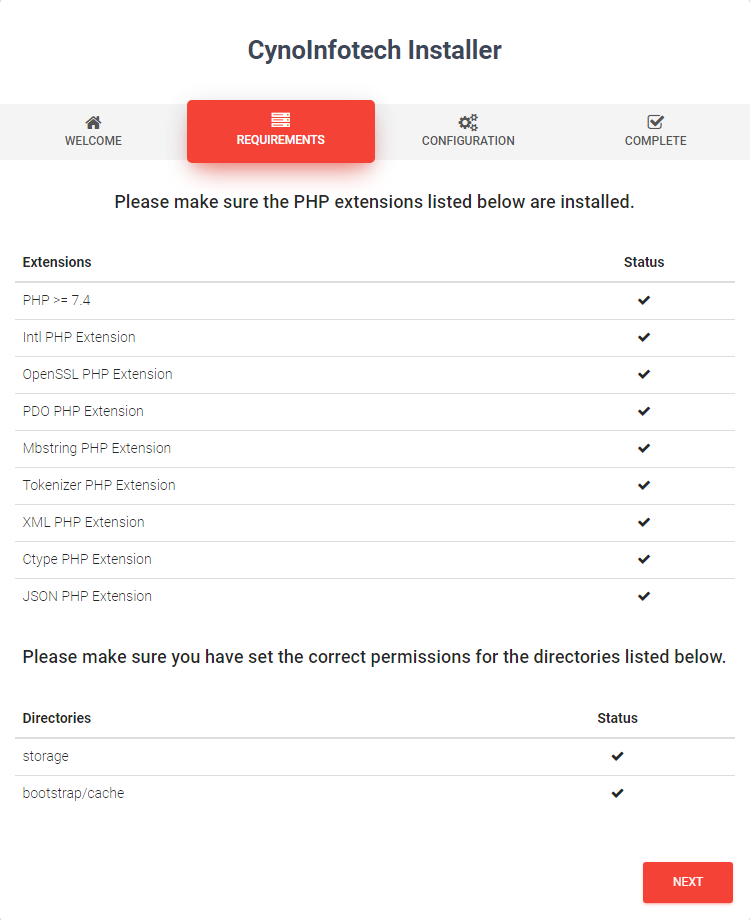 CynoInfotech Installer
WELCOME
REQUIREMENTS
CONFIGURATION
COMPLETE
Please make sure the PHP extensions listed below are installed.
Extensions Status
PHP >= 7.4
Intl PHP Extension
OpenSSL PHP Extension
PDO PHP Extension
Mbstring PHP Extension
Tokenizer PHP Extension
XML PHP Extension
Ctype PHP Extension
JSON PHP Extension
Please make sure you have set the correct permissions for the directories listed below.
Directories Status
storage
bootstrap/cache
NEXT